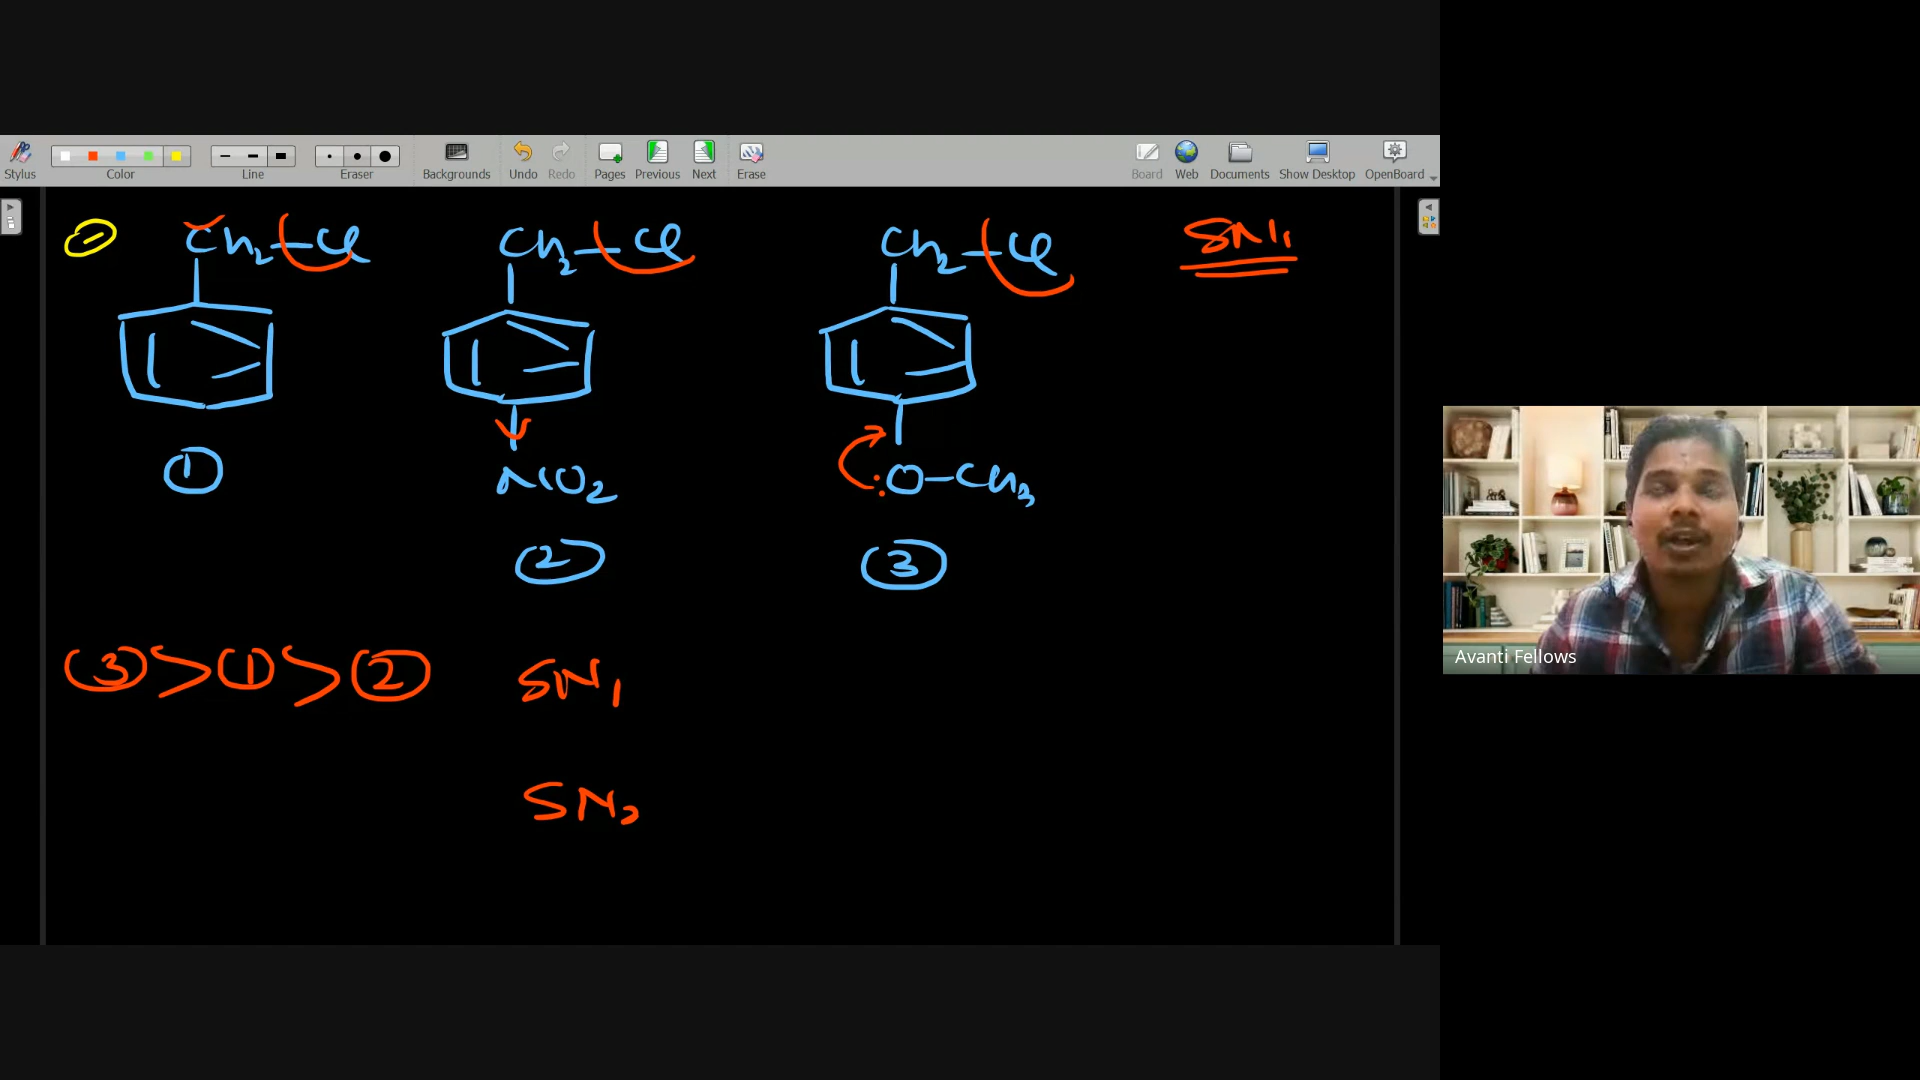 Stylus Color Line Eraser Backgrounds Undo Redo Pages Previous Next Erase Board Web Documents Show Desktop OpenBoard
CH2-Cl CH2-Cl CH2-Cl SN1
NO2 :O-CH3
1 2 3
3 > 1 > 2 SN1
SN2
Avanti Fellows